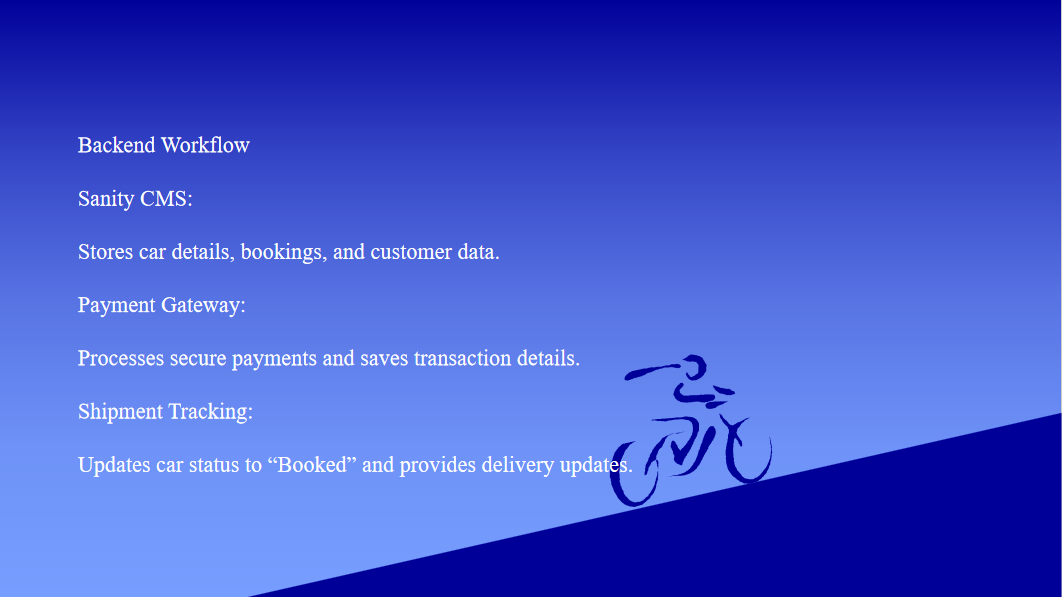 Backend Workflow
Sanity CMS:
Stores car details, bookings, and customer data.
Payment Gateway:
Processes secure payments and saves transaction details.
Shipment Tracking:
Updates car status to “Booked” and provides delivery updates.